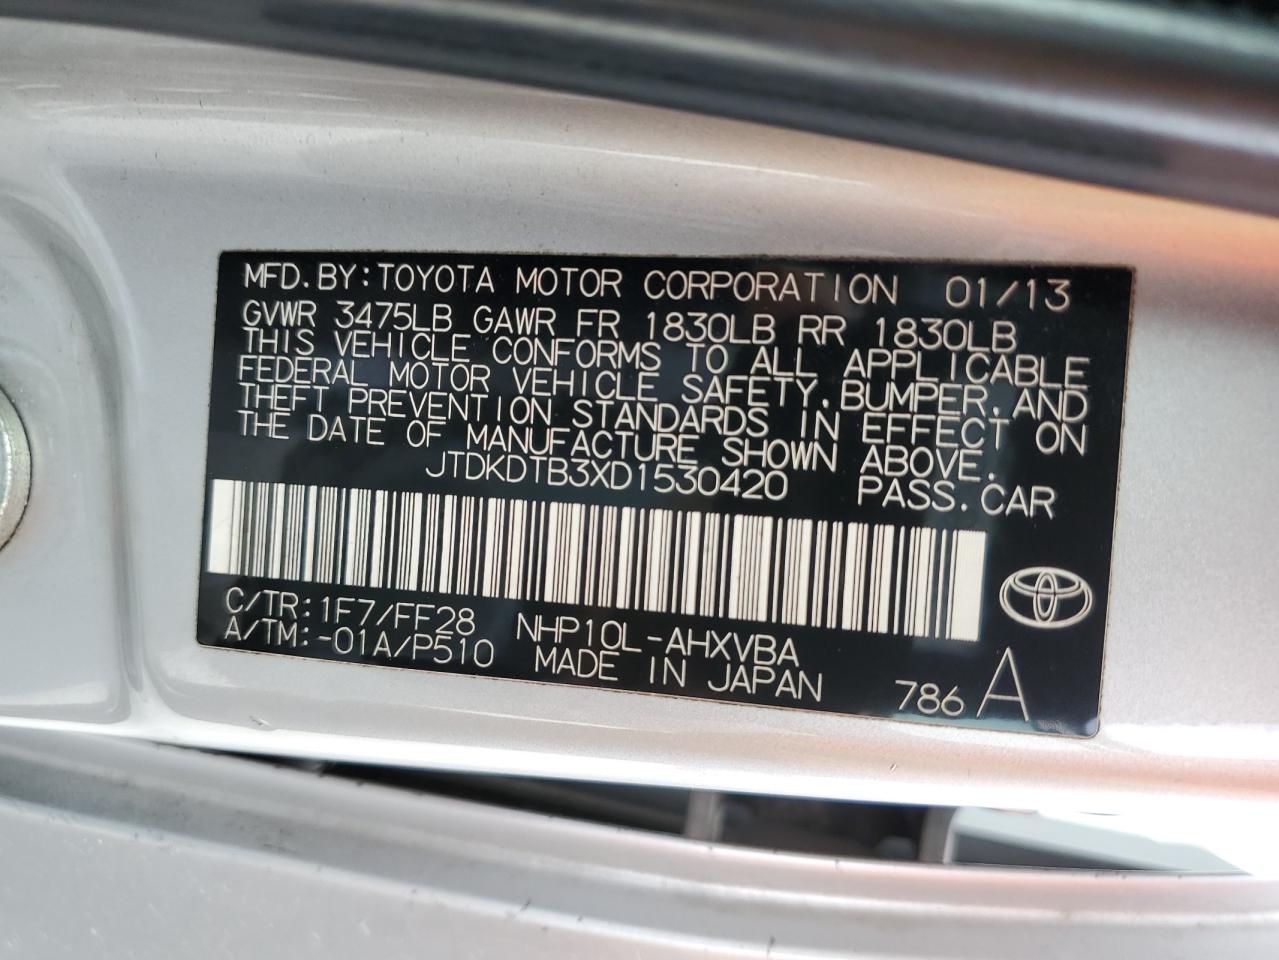 MFD.BY:TOYOTA MOTOR CORPORATION 01/13
GVWR 3475LB GAWR FR 1830LB RR 1830LB
THIS VEHICLE CONFORMS TO ALL APPLICABLE
FEDERAL MOTOR VEHICLE SAFETY,BUMPER,AND
THEFT PREVENTION STANDARDS IN EFFECT ON
THE DATE OF MANUFACTURE SHOWN ABOVE.
JTDKDTB3XD1530420 PASS.CAR
C/TR:1F7/FF28 NHP10L-AHXVBA
A/TM:-01A/P510 MADE IN JAPAN 786 A